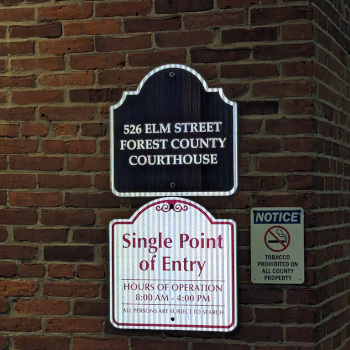 526 ELM STREET
FOREST COUNTY
COURTHOUSE
Single Point
of Entry
HOURS OF OPERATION
8:00 AM - 4:00 PM
ALL PERSONS ARE SUBJECT TO SEARCH
NOTICE
TOBACCO
PROHIBITED ON
ALL COUNTY
PROPERTY